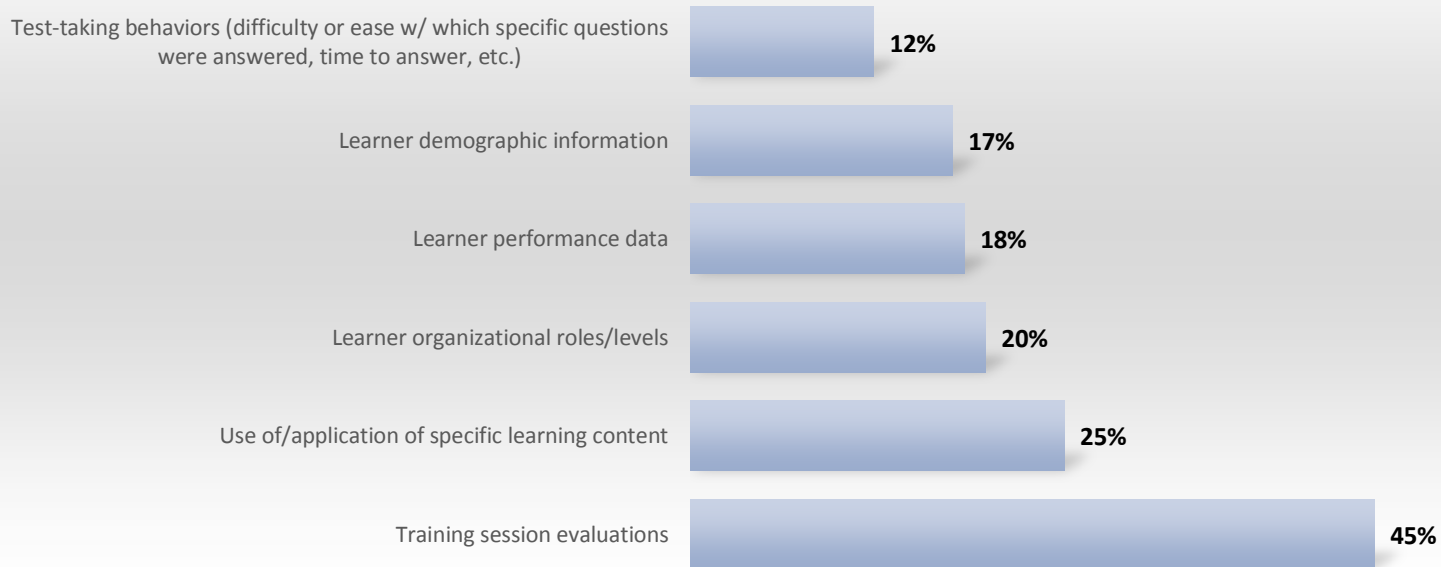 Test-taking behaviors (difficulty or ease w/ which specific questions
were answered, time to answer, etc.)
12%
Learner demographic information
17%
Learner performance data
18%
Learner organizational roles/levels
20%
Use of/application of specific learning content
25%
Training session evaluations
45%